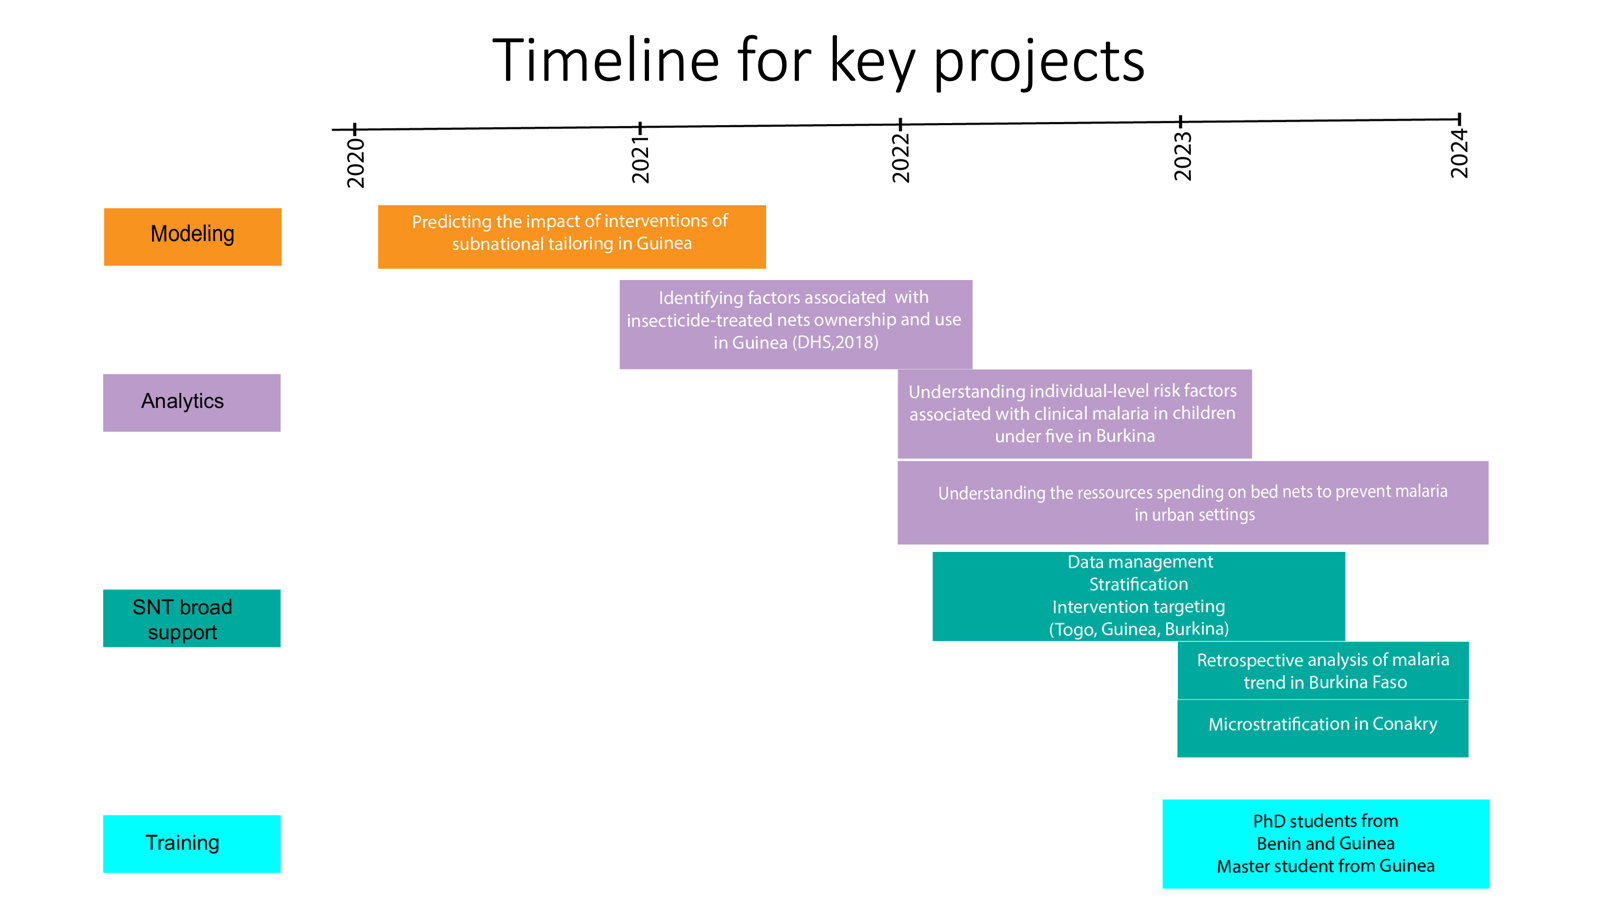 Timeline for key projects
2020
2021
2022
2023
2024
Modeling
Predicting the impact of interventions of
subnational tailoring in Guinea
Identifying factors associated  with
insecticide-treated nets ownership and use
in Guinea (DHS,2018)
Analytics
Understanding individual-level risk factors
associated with clinical malaria in children
under five in Burkina
Understanding the ressources spending on bed nets to prevent malaria
in urban settings
SNT broad
support
Data management
Stratification
Intervention targeting
(Togo, Guinea, Burkina)
Retrospective analysis of malaria
trend in Burkina Faso
Microstratification in Conakry
Training
PhD students from
Benin and Guinea
Master student from Guinea